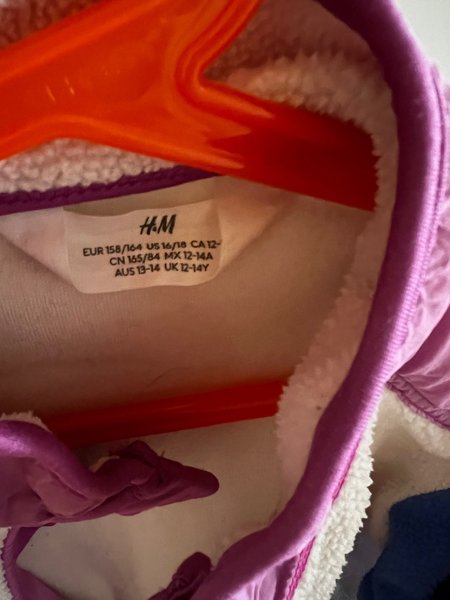 H&M
EUR 158/164 US 16/18 CA 12-
CN 165/84 MX 12-14A
AUS 13-14 UK 12-14Y